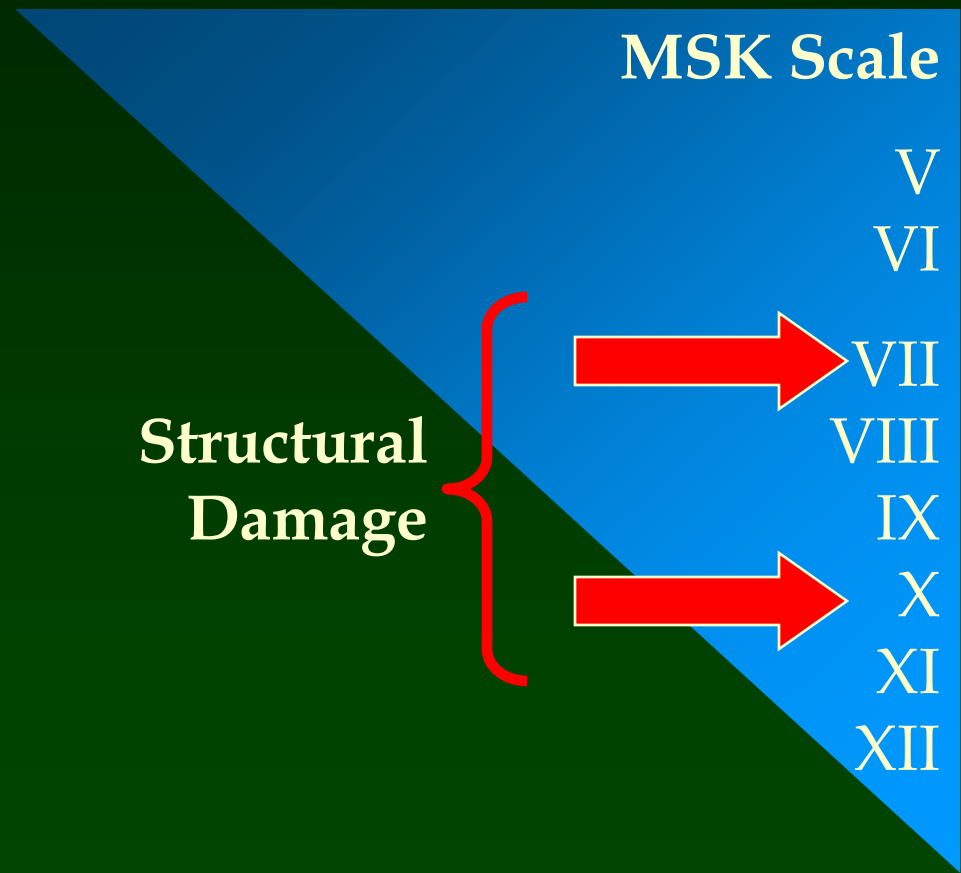 MSK Scale
V
VI
VII
VIII
IX
X
XI
XII
Structural
Damage